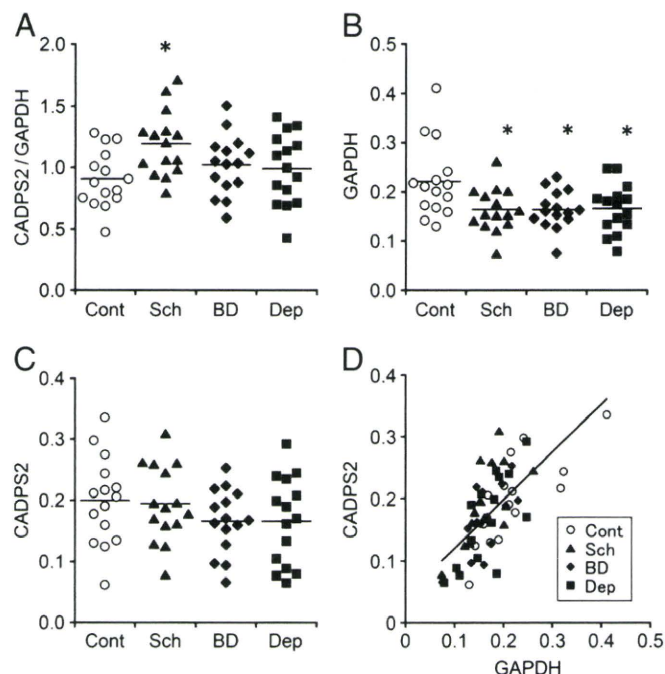 A
B
2.0
1.5
1.0
0.5
0.0
CADPS2 / GAPDH
*
Cont Sch BD Dep
0.5
0.4
0.3
0.2
0.1
0.0
GAPDH
* * *
Cont Sch BD Dep
C
D
0.4
0.3
0.2
0.1
0.0
CADPS2
Cont Sch BD Dep
0.4
0.3
0.2
0.1
0
CADPS2
Cont
Sch
BD
Dep
0 0.1 0.2 0.3 0.4 0.5
GAPDH